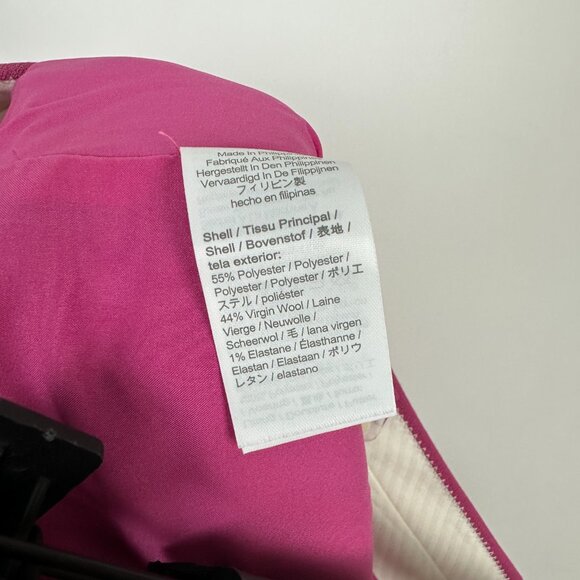 Made In Philippines
Fabriqué Aux Philippines
Hergestellt In Den Philippinen
Vervaardigd In De Filippijnen
フィリピン製
hecho en filipinas
Shell / Tissu Principal /
Shell / Bovenstof / 表地 /
tela exterior:
55% Polyester / Polyester /
Polyester / Polyester / ポリエ
ステル / poliéster
44% Virgin Wool / Laine
Vierge / Neuwolle /
Scheerwol / 毛 / lana virgen
1% Elastane / Élasthanne /
Elastan / Elastaan / ポリウ
レタン / elastano